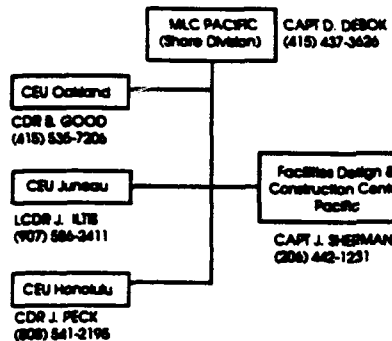 MLC PACIFIC
(Shore Division)
CAPT D. DEBOK
(415) 437-3626
CEU Oakland
CDR B. GOOD
(415) 535-7206
CEU Juneau
LCDR J. ILTIS
(907) 586-2411
Facilities Design &
Construction Center
Pacific
CAPT J. SHERMAN
(206) 442-1231
CEU Honolulu
CDR J. PECK
(808) 541-2195